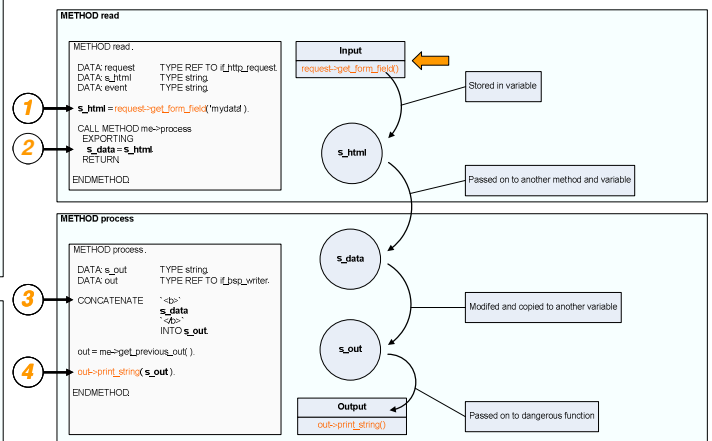 METHOD read
METHOD read.
DATA: request TYPE REF TO if_http_request.
DATA: s_html TYPE string.
DATA: event TYPE string.
1
s_html = request->get_form_field( 'mydata' ).
CALL METHOD me->process
2
EXPORTING
s_data = s_html.
RETURN.
ENDMETHOD.
Input
request->get_form_field()
Stored in variable
s_html
Passed on to another method and variable
METHOD process
METHOD process.
DATA: s_out TYPE string.
DATA: out TYPE REF TO if_bsp_writer.
3
CONCATENATE `<b>`
s_data
`</b>`
INTO s_out.
out = me->get_previous_out( ).
4
out->print_string( s_out ).
ENDMETHOD.
s_data
Modifed and copied to another variable
s_out
Output
out->print_string()
Passed on to dangerous function